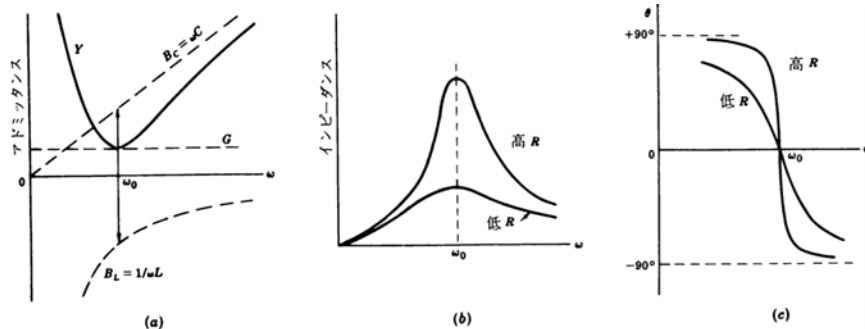 アドミッタンス
Y
B_C = ωC
G
0
ω
ω₀
B_L = 1/ωL
(a)
インピーダンス
高 R
低 R
ω
ω₀
(b)
θ
+90°
高 R
低 R
0
ω₀
−90°
(c)